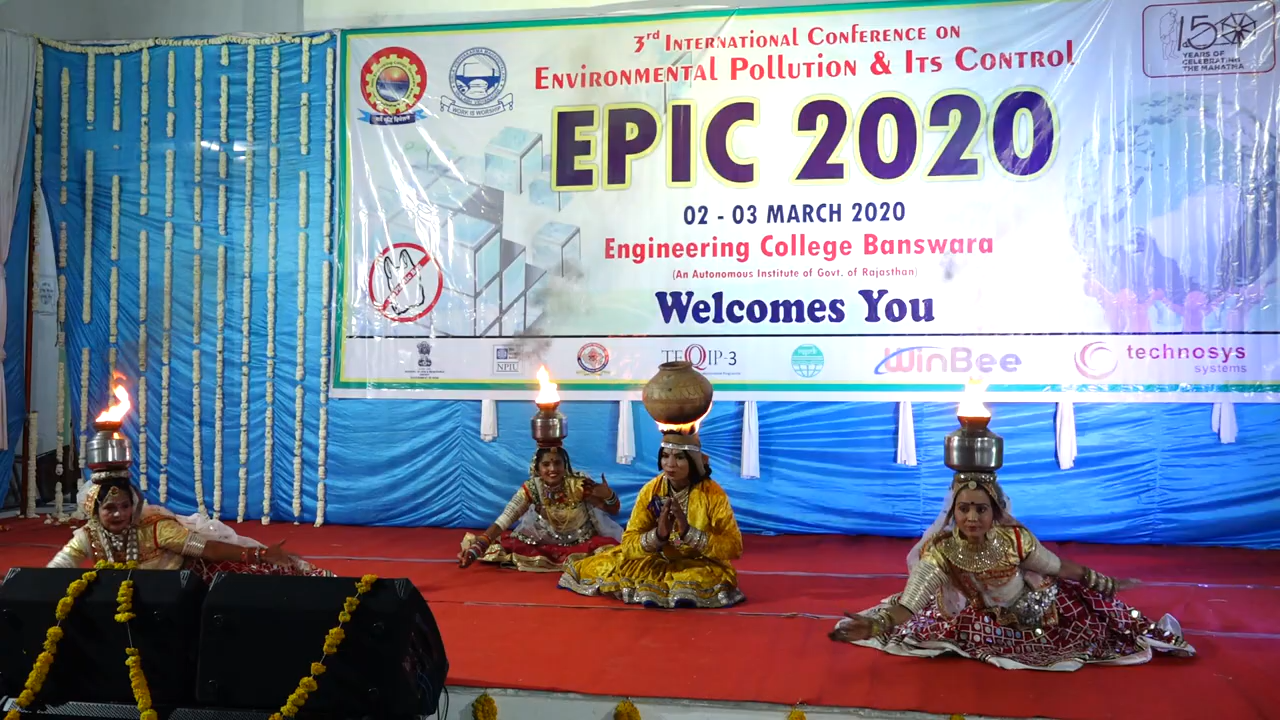 3rd International Conference on
Environmental Pollution & Its Control
EPIC 2020
02 - 03 MARCH 2020
Engineering College Banswara
(An Autonomous Institute of Govt. of Rajasthan)
Welcomes You
150
YEARS OF
CELEBRATING
THE MAHATMA
WORK IS WORSHIP
NPIU
TEQIP-3
WinBee
technosys
systems